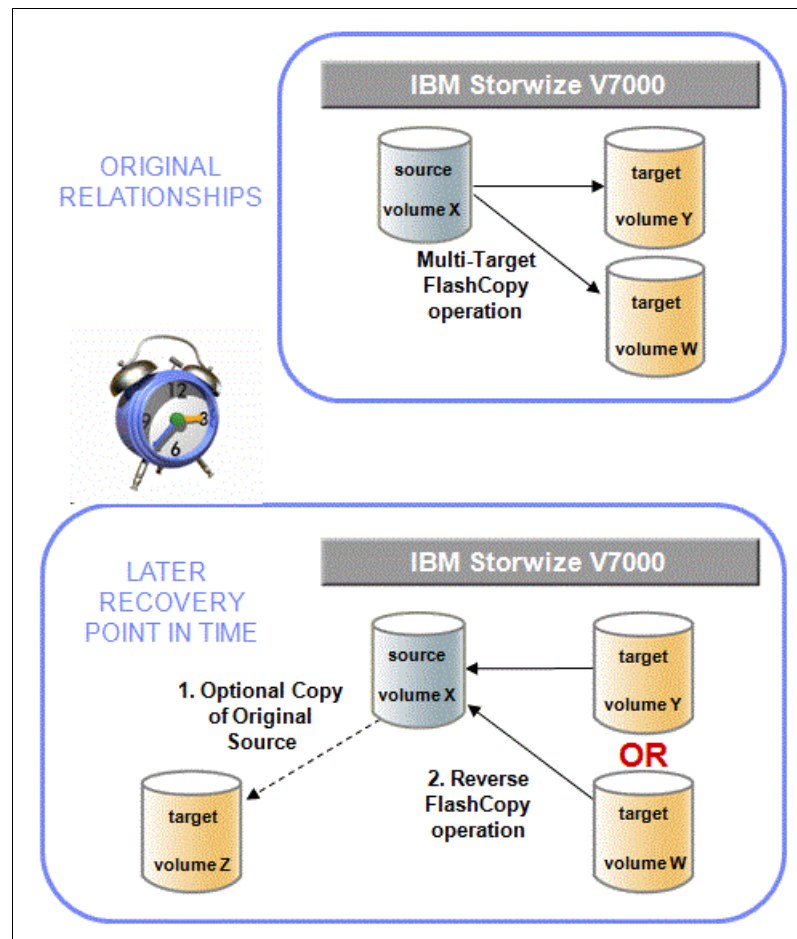 IBM Storwize V7000
ORIGINAL
RELATIONSHIPS
source
volume X
target
volume Y
Multi-Target
FlashCopy
operation
target
volume W
12
9
3
6
IBM Storwize V7000
LATER
RECOVERY
POINT IN TIME
source
volume X
target
volume Y
1. Optional Copy
of Original
Source
OR
2. Reverse
FlashCopy
operation
target
volume Z
target
volume W